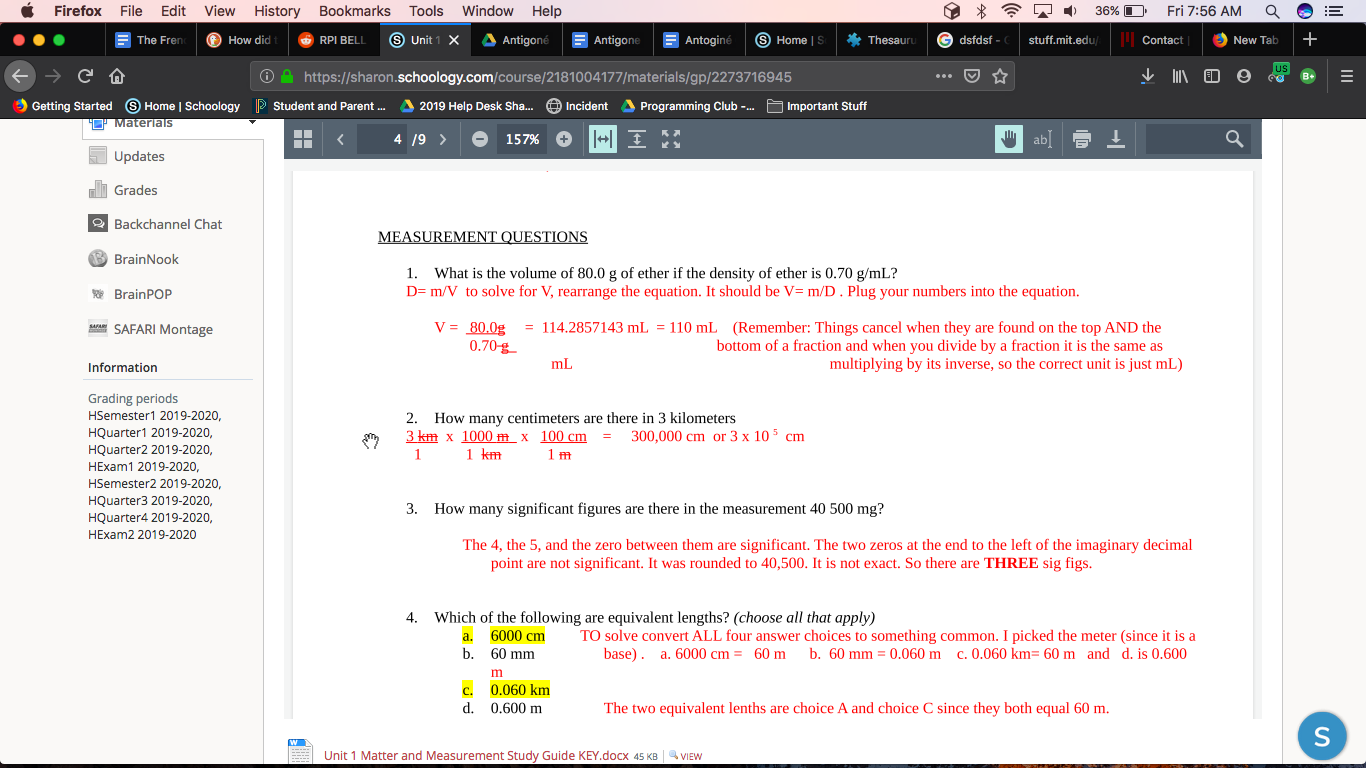 Firefox File Edit View History Bookmarks Tools Window Help 36% Fri 7:56 AM
The Fren How did RPI BELL Unit 1 Antigone Antigone Antoginé Home | S Thesauru dsfdsf - G stuff.mit.edu/ Contact | New Tab
https://sharon.schoology.com/course/2181004177/materials/gp/2273716945 US B+
Getting Started Home | Schoology Student and Parent ... 2019 Help Desk Sha... Incident Programming Club -... Important Stuff
Materials
4 /9 157% ab
Updates
Grades
Backchannel Chat
BrainNook
BrainPOP
SAFARI Montage
Information
Grading periods
HSemester1 2019-2020,
HQuarter1 2019-2020,
HQuarter2 2019-2020,
HExam1 2019-2020,
HSemester2 2019-2020,
HQuarter3 2019-2020,
HQuarter4 2019-2020,
HExam2 2019-2020
MEASUREMENT QUESTIONS
1. What is the volume of 80.0 g of ether if the density of ether is 0.70 g/mL?
D= m/V to solve for V, rearrange the equation. It should be V= m/D . Plug your numbers into the equation.
V = 80.0g = 114.2857143 mL = 110 mL (Remember: Things cancel when they are found on the top AND the
0.70 g bottom of a fraction and when you divide by a fraction it is the same as
mL multiplying by its inverse, so the correct unit is just mL)
2. How many centimeters are there in 3 kilometers
3 km x 1000 m x 100 cm = 300,000 cm or 3 x 10 5 cm
1 1 km 1 m
3. How many significant figures are there in the measurement 40 500 mg?
The 4, the 5, and the zero between them are significant. The two zeros at the end to the left of the imaginary decimal
point are not significant. It was rounded to 40,500. It is not exact. So there are THREE sig figs.
4. Which of the following are equivalent lengths? (choose all that apply)
a. 6000 cm TO solve convert ALL four answer choices to something common. I picked the meter (since it is a
b. 60 mm base) . a. 6000 cm = 60 m b. 60 mm = 0.060 m c. 0.060 km= 60 m and d. is 0.600
m
c. 0.060 km
d. 0.600 m The two equivalent lenths are choice A and choice C since they both equal 60 m.
Unit 1 Matter and Measurement Study Guide KEY.docx 45 KB VIEW
S